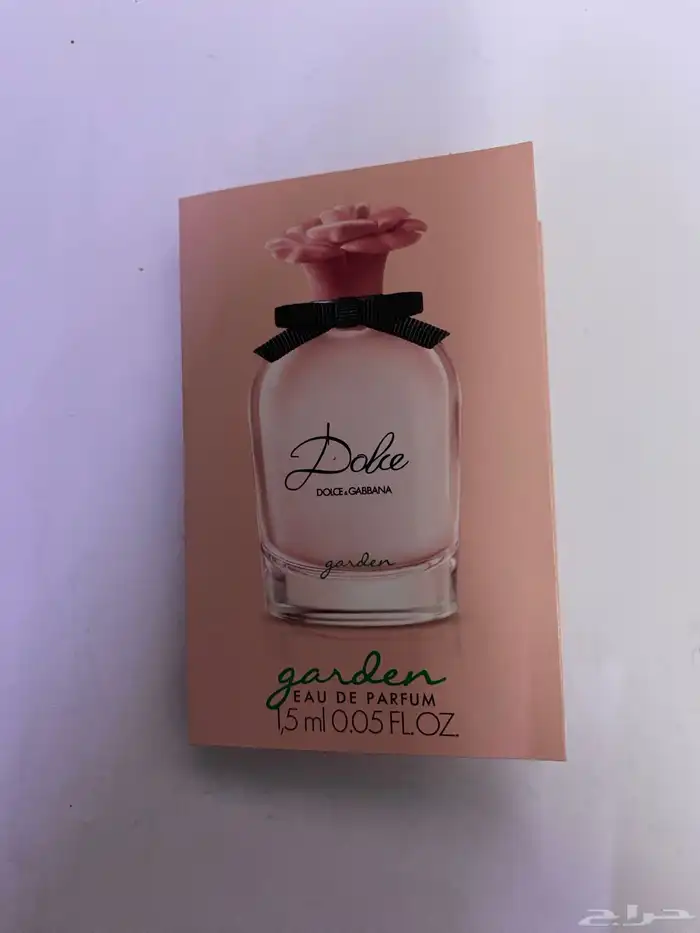 Dolce
DOLCE & GABBANA
garden
garden
EAU DE PARFUM
1,5 ml 0.05 FL.OZ.
حراج